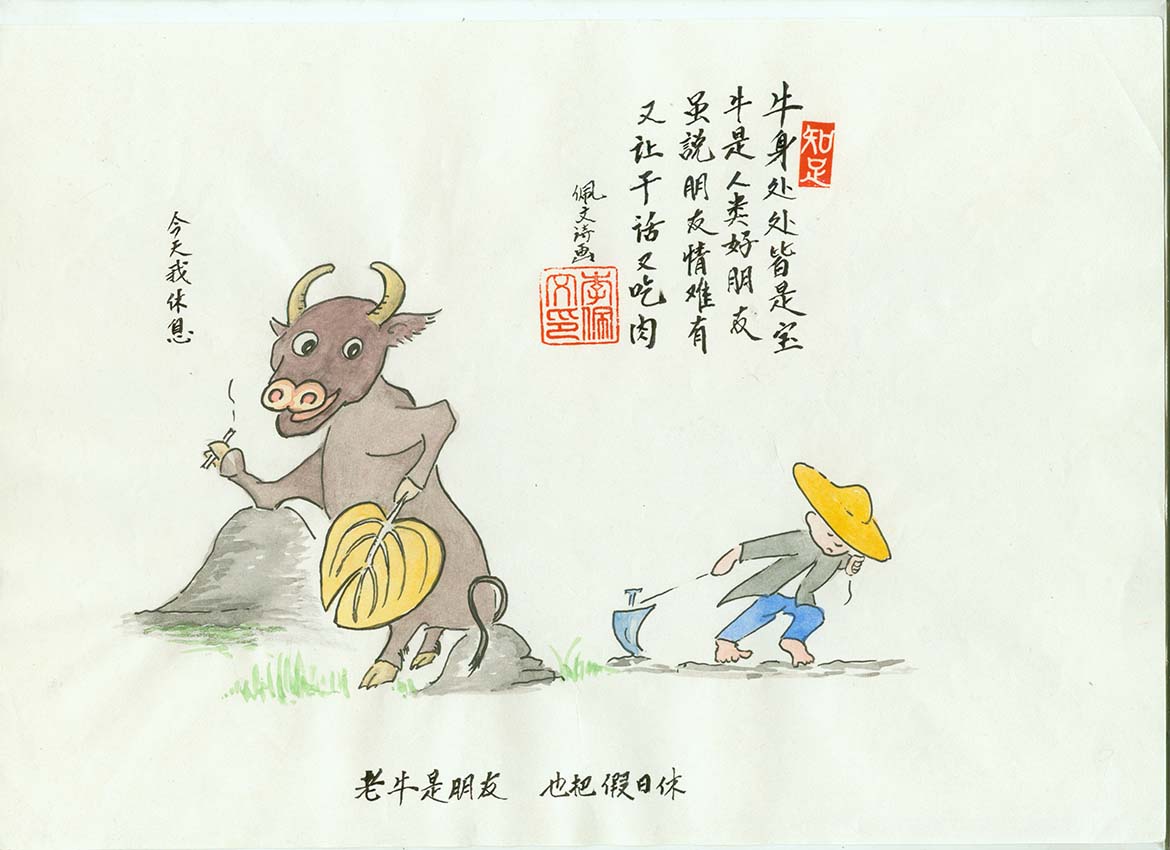 知足
牛身处处皆是宝
牛是人类好朋友
虽説朋友情难有
又让干话又吃肉
佩文诗画
李佩文印
今天我休息
老牛是朋友 也把假日休